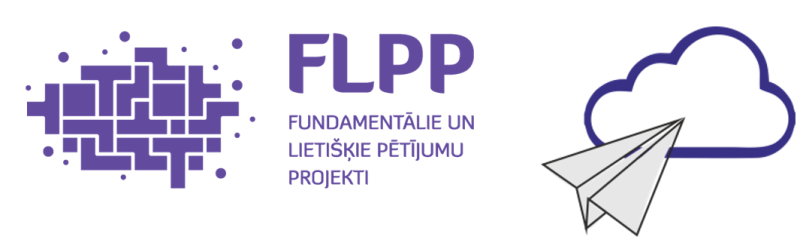 FLPP
FUNDAMENTĀLIE UN
LIETIŠĶIE PĒTĪJUMU
PROJEKTI